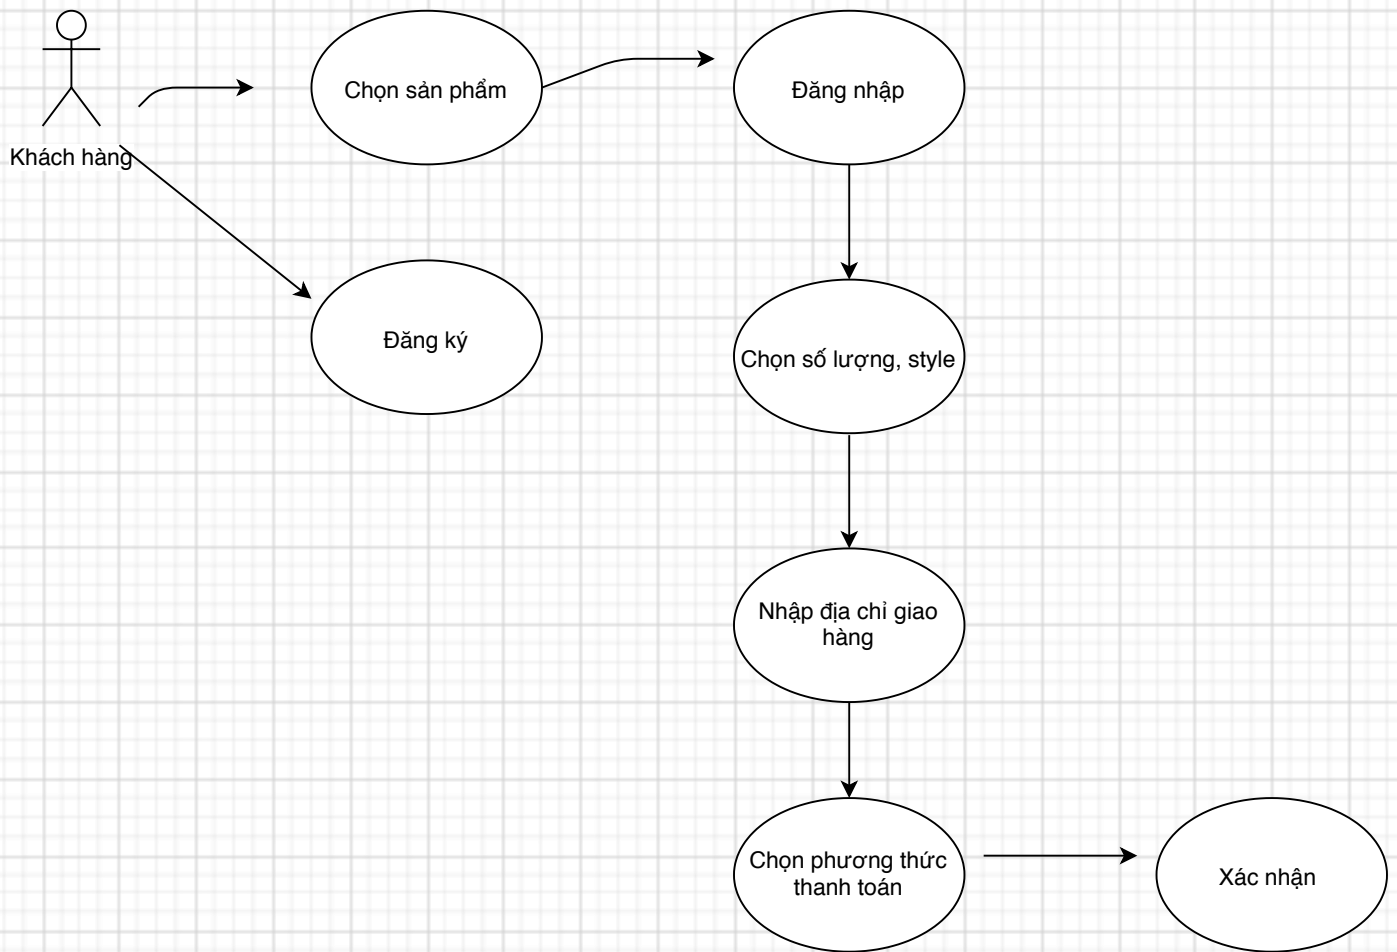 Chọn sản phẩm
Đăng nhập
Khách hàng
Đăng ký
Chọn số lượng, style
Nhập địa chỉ giao
hàng
Chọn phương thức
thanh toán
Xác nhận